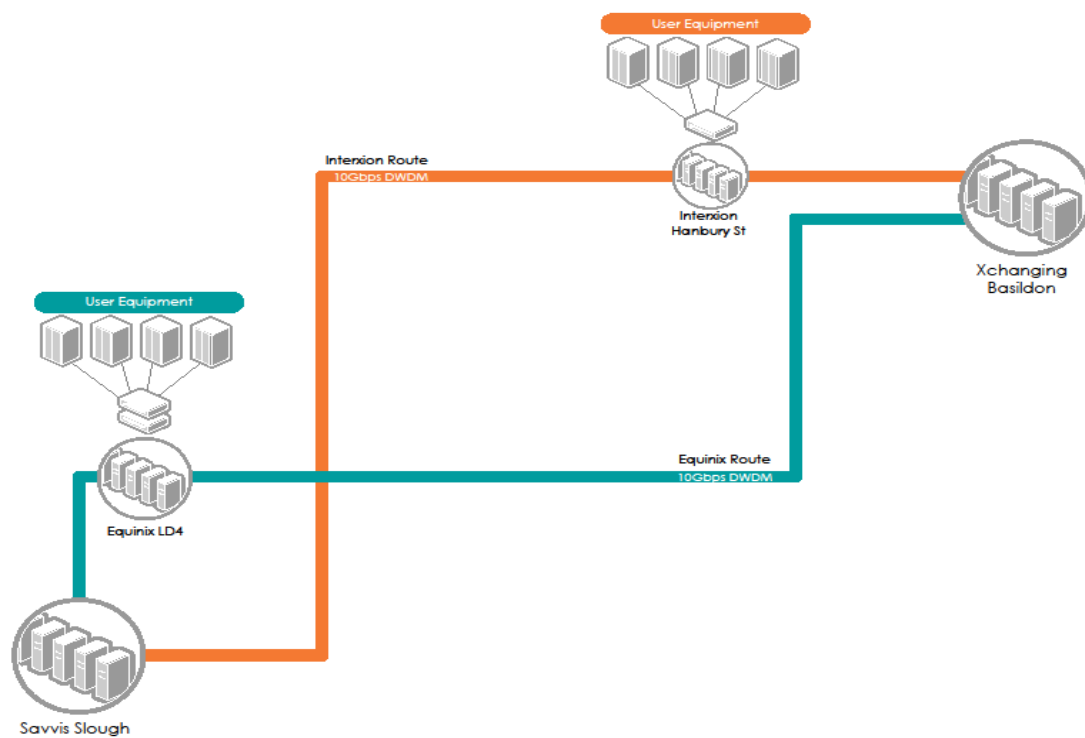 User Equipment
Interxion Route
10Gbps DWDM
Interxion
Hanbury St
Xchanging
Basildon
User Equipment
Equinix Route
10Gbps DWDM
Equinix LD4
Savvis Slough